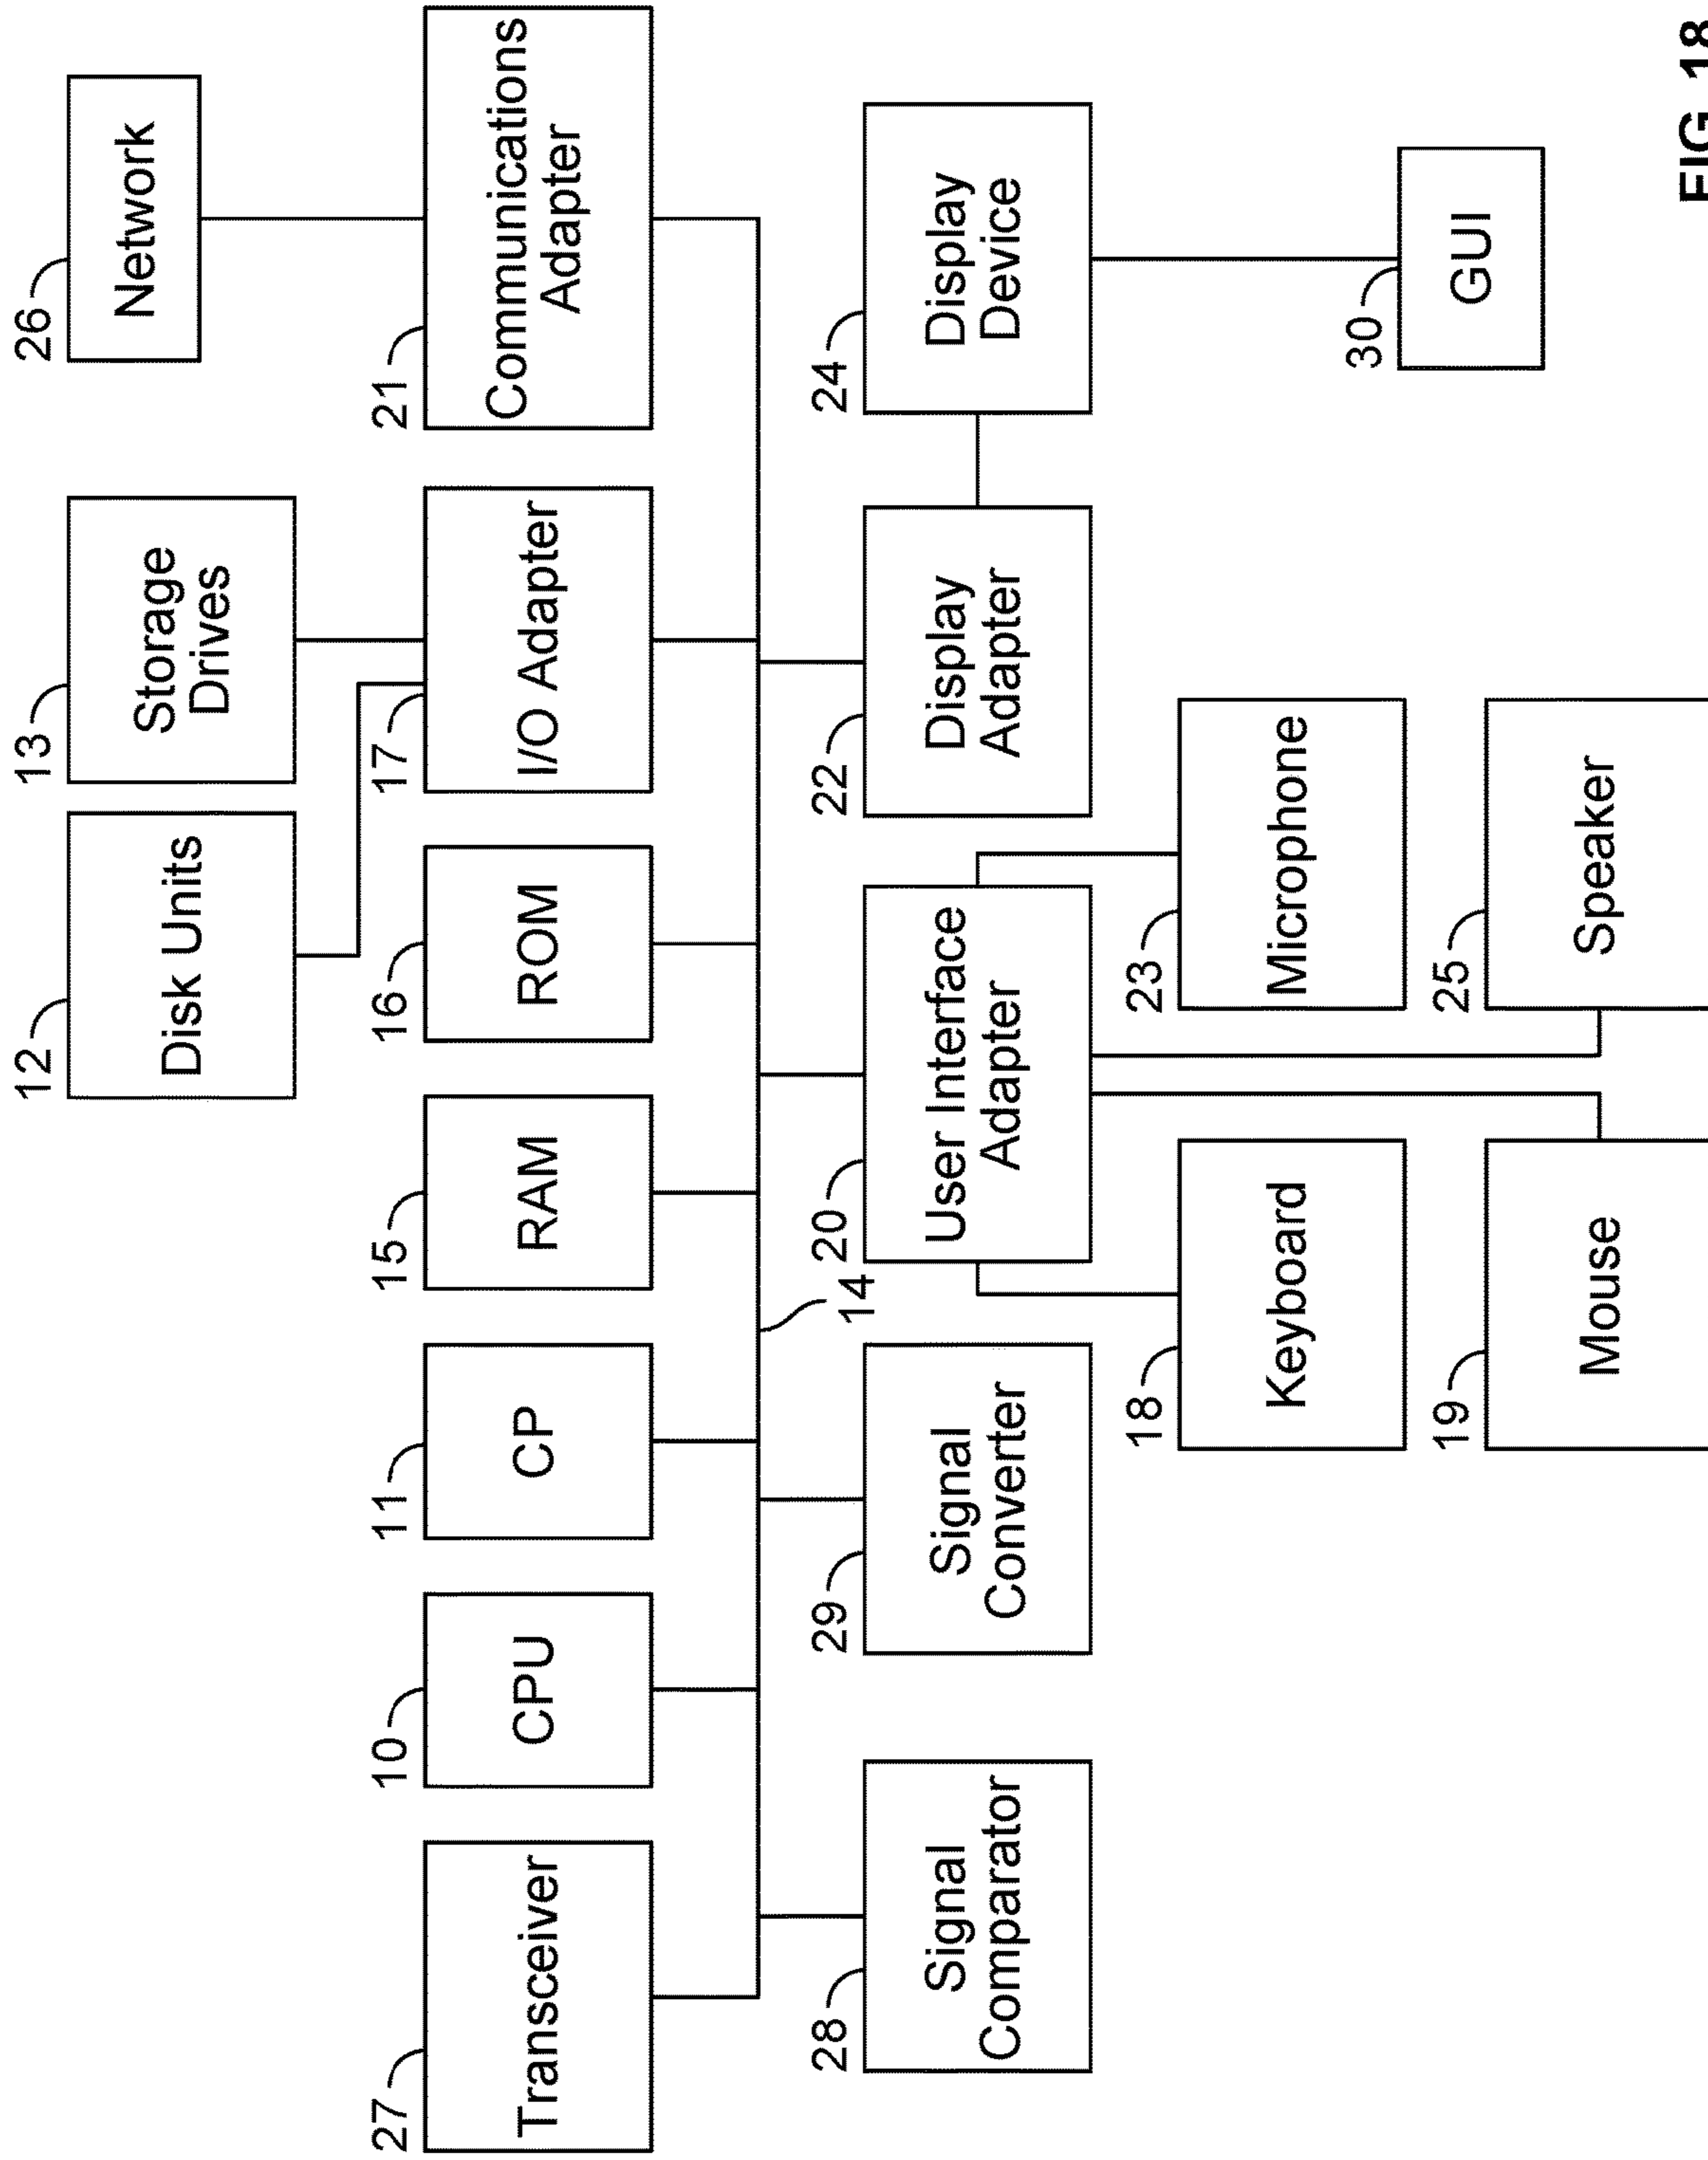 12
Disk Units
13
Storage
Drives
26
Network
27
Transceiver
10
CPU
11
CP
15
RAM
16
ROM
17
I/O Adapter
21
Communications
Adapter
14
28
Signal
Comparator
29
Signal
Converter
20
User Interface
Adapter
22
Display
Adapter
24
Display
Device
18
Keyboard
23
Microphone
30
GUI
19
Mouse
25
Speaker
FIG 18